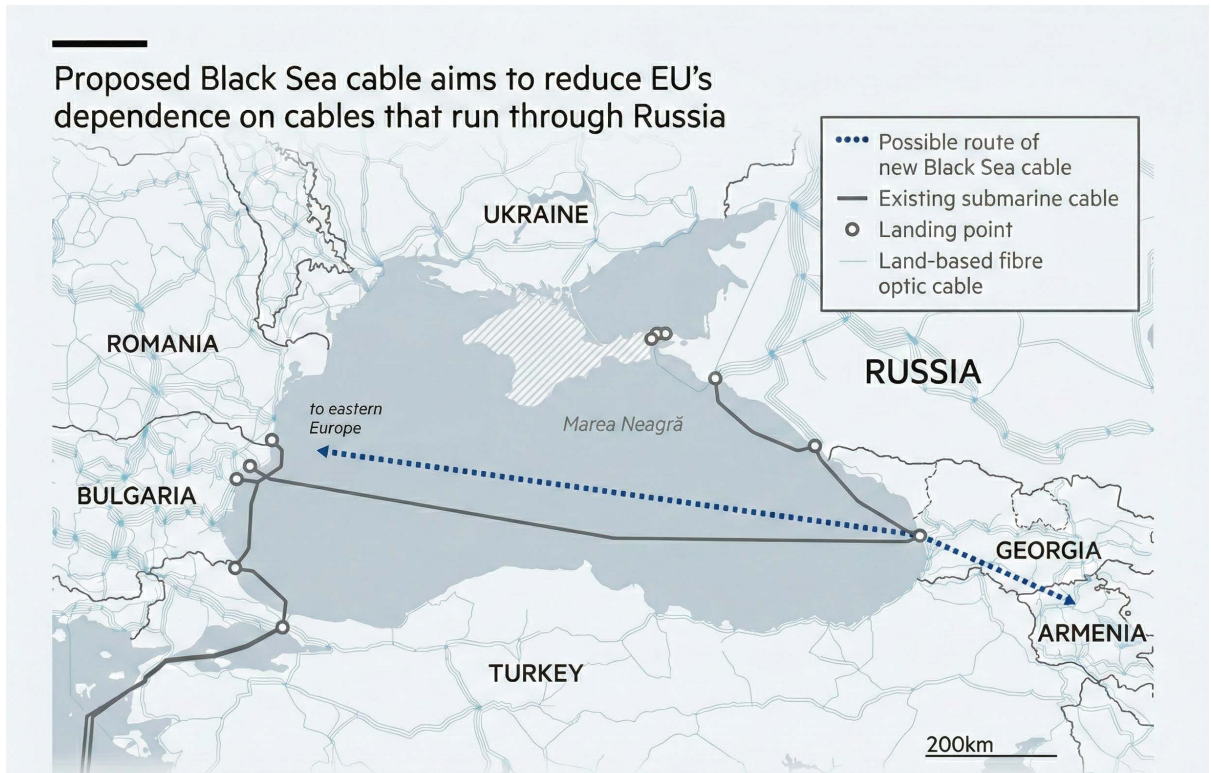 Proposed Black Sea cable aims to reduce EU's
dependence on cables that run through Russia
Possible route of
new Black Sea cable
Existing submarine cable
Landing point
Land-based fibre
optic cable
UKRAINE
ROMANIA
RUSSIA
to eastern
Europe
Marea Neagră
BULGARIA
GEORGIA
ARMENIA
TURKEY
200km